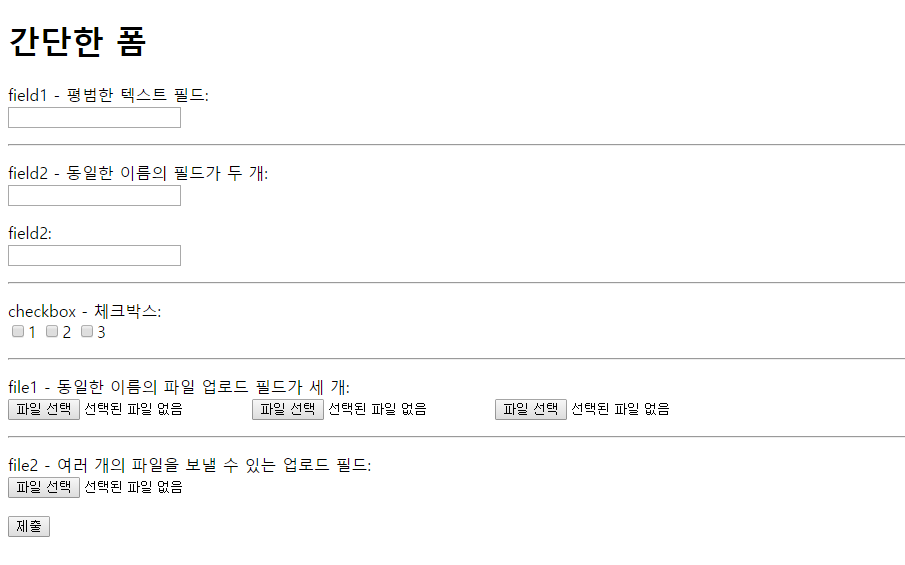 간단한 폼
field1 - 평범한 텍스트 필드:
field2 - 동일한 이름의 필드가 두 개:
field2:
checkbox - 체크박스:
1 2 3
file1 - 동일한 이름의 파일 업로드 필드가 세 개:
파일 선택 선택된 파일 없음 파일 선택 선택된 파일 없음 파일 선택 선택된 파일 없음
file2 - 여러 개의 파일을 보낼 수 있는 업로드 필드:
파일 선택 선택된 파일 없음
제출